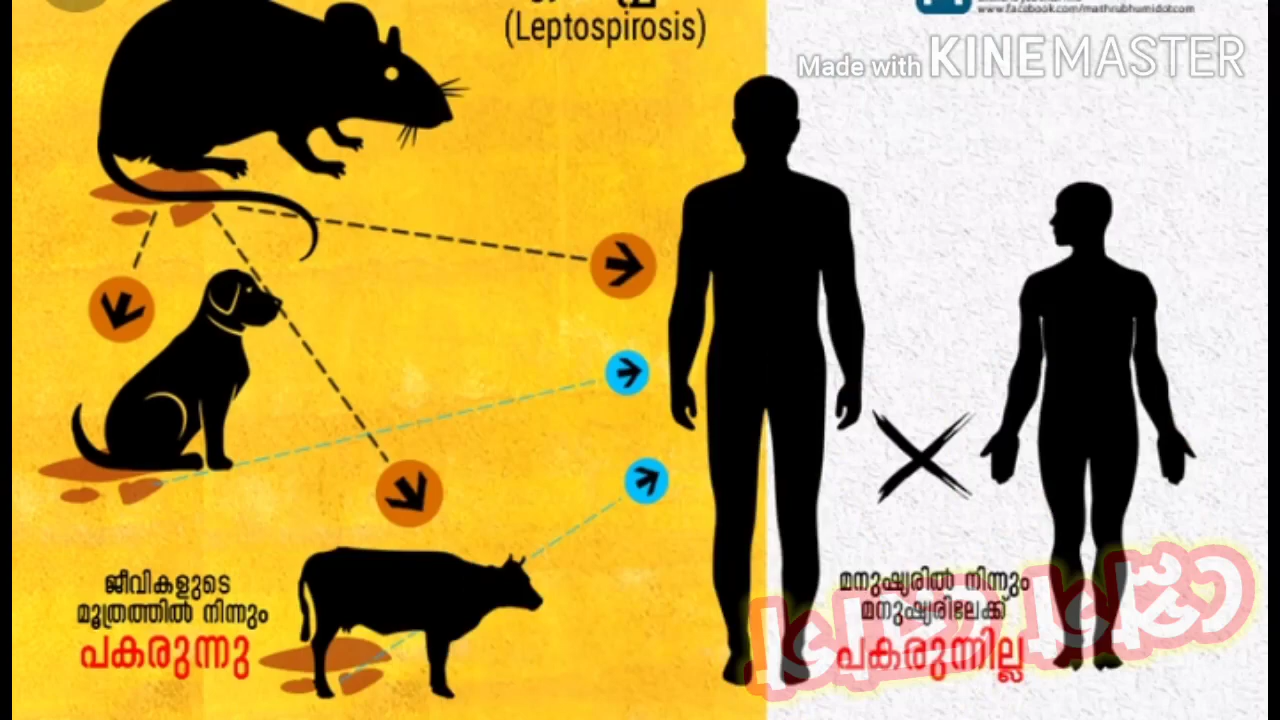 (Leptospirosis)
www.facebook.com/mathrubhumidotcom
Made with KINEMASTER
ജീവികളുടെ
മൂത്രത്തിൽ നിന്നും
പകരുന്നു
മനുഷ്യരിൽ നിന്നും
മനുഷ്യരിലേക്ക്
പകരുന്നില്ല